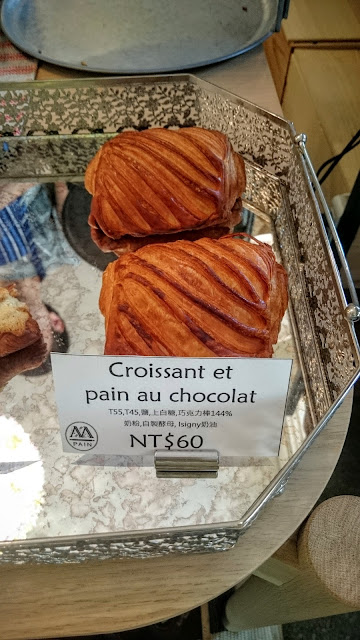 Croissant et
pain au chocolat
T55,T45,鹽,上白糖,巧克力棒144%
奶粉,自製酵母, Isigny奶油
PAIN
NT$60